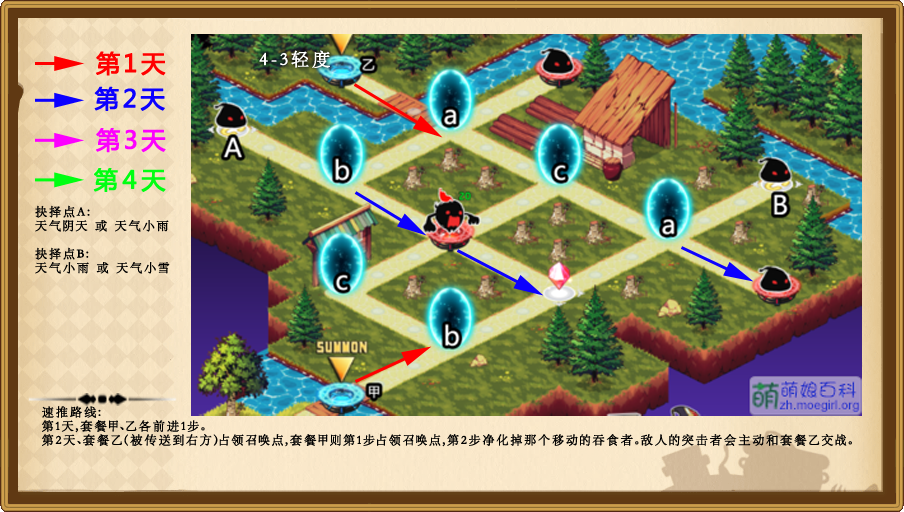 第1天
第2天
第3天
第4天
抉择点A:
天气阴天 或 天气小雨
抉择点B:
天气小雨 或 天气小雪
4-3轻度
乙
a
A
b
c
10
a
B
c
b
SUMMON
甲
萌娘百科
zh.moegirl.org
速推路线:
第1天,套餐甲、乙各前进1步。
第2天、套餐乙(被传送到右方)占领召唤点,套餐甲则第1步占领召唤点,第2步净化掉那个移动的吞食者。敌人的突击者会主动和套餐乙交战。